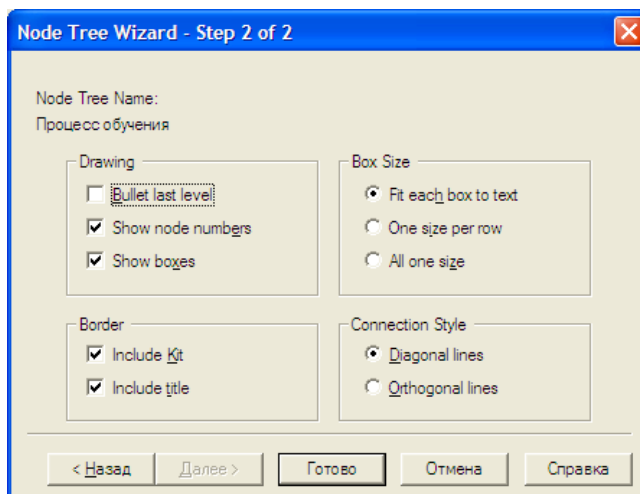 Node Tree Wizard - Step 2 of 2
Node Tree Name:
Процесс обучения
Drawing
Bullet last level
Show node numbers
Show boxes
Box Size
Fit each box to text
One size per row
All one size
Border
Include Kit
Include title
Connection Style
Diagonal lines
Orthogonal lines
< Назад
Далее >
Готово
Отмена
Справка